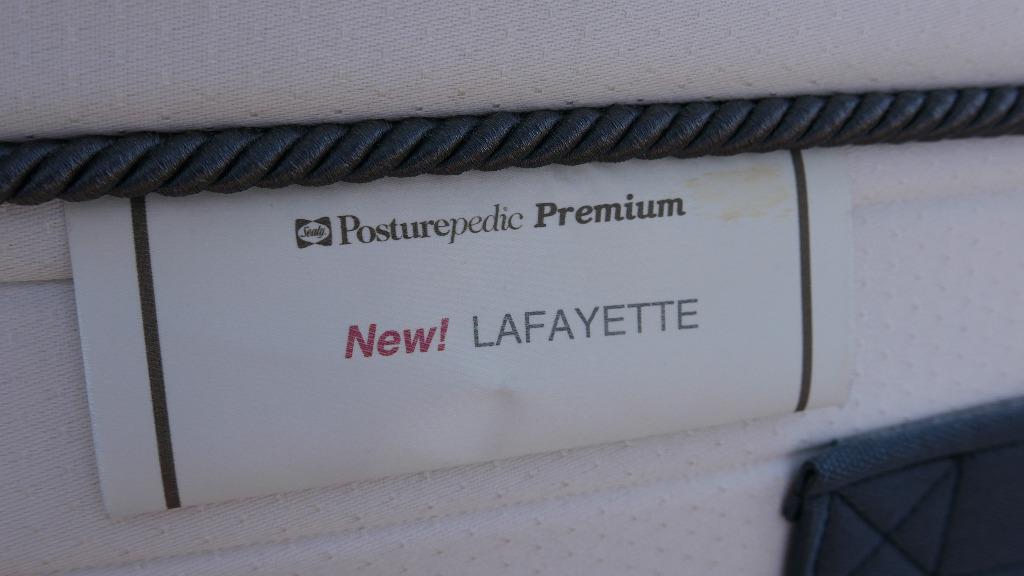 Sealy Posturepedic Premium
New! LAFAYETTE